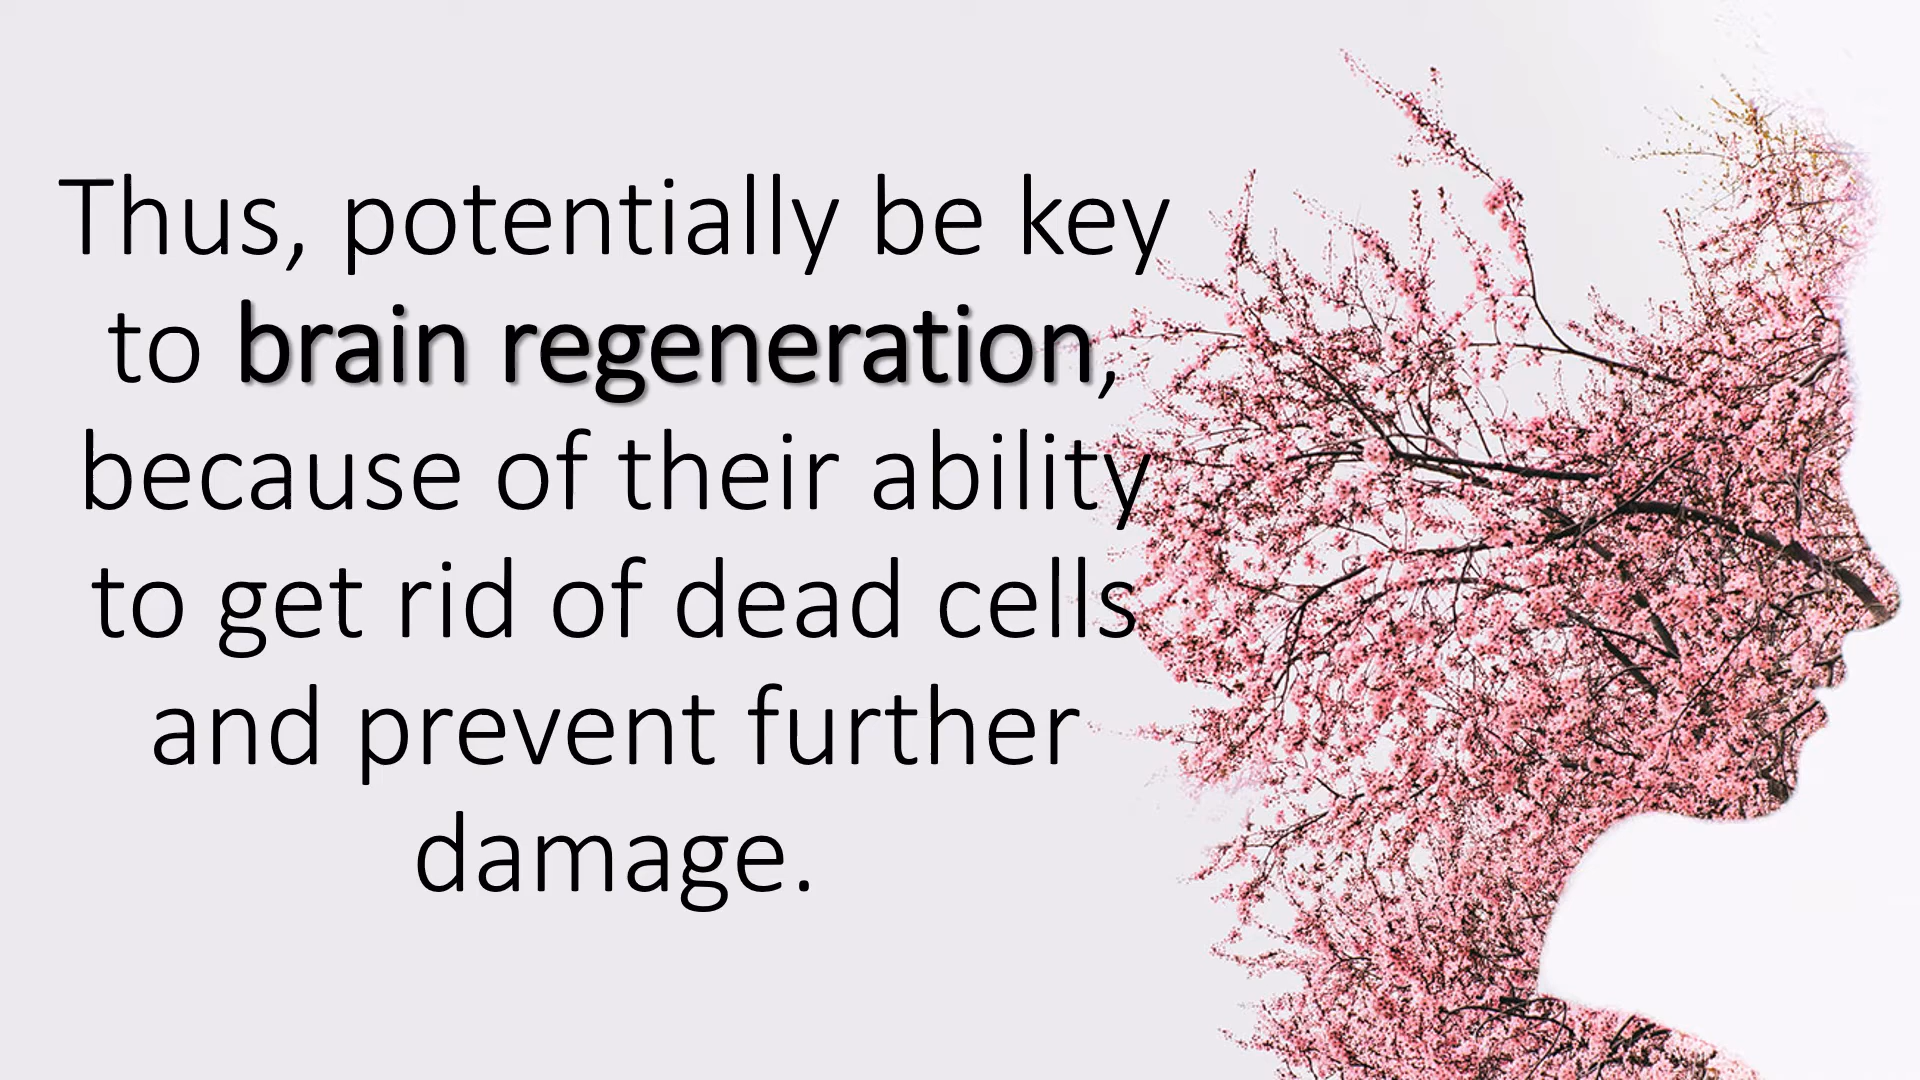 Thus, potentially be key
to brain regeneration,
because of their ability
to get rid of dead cells
and prevent further
damage.